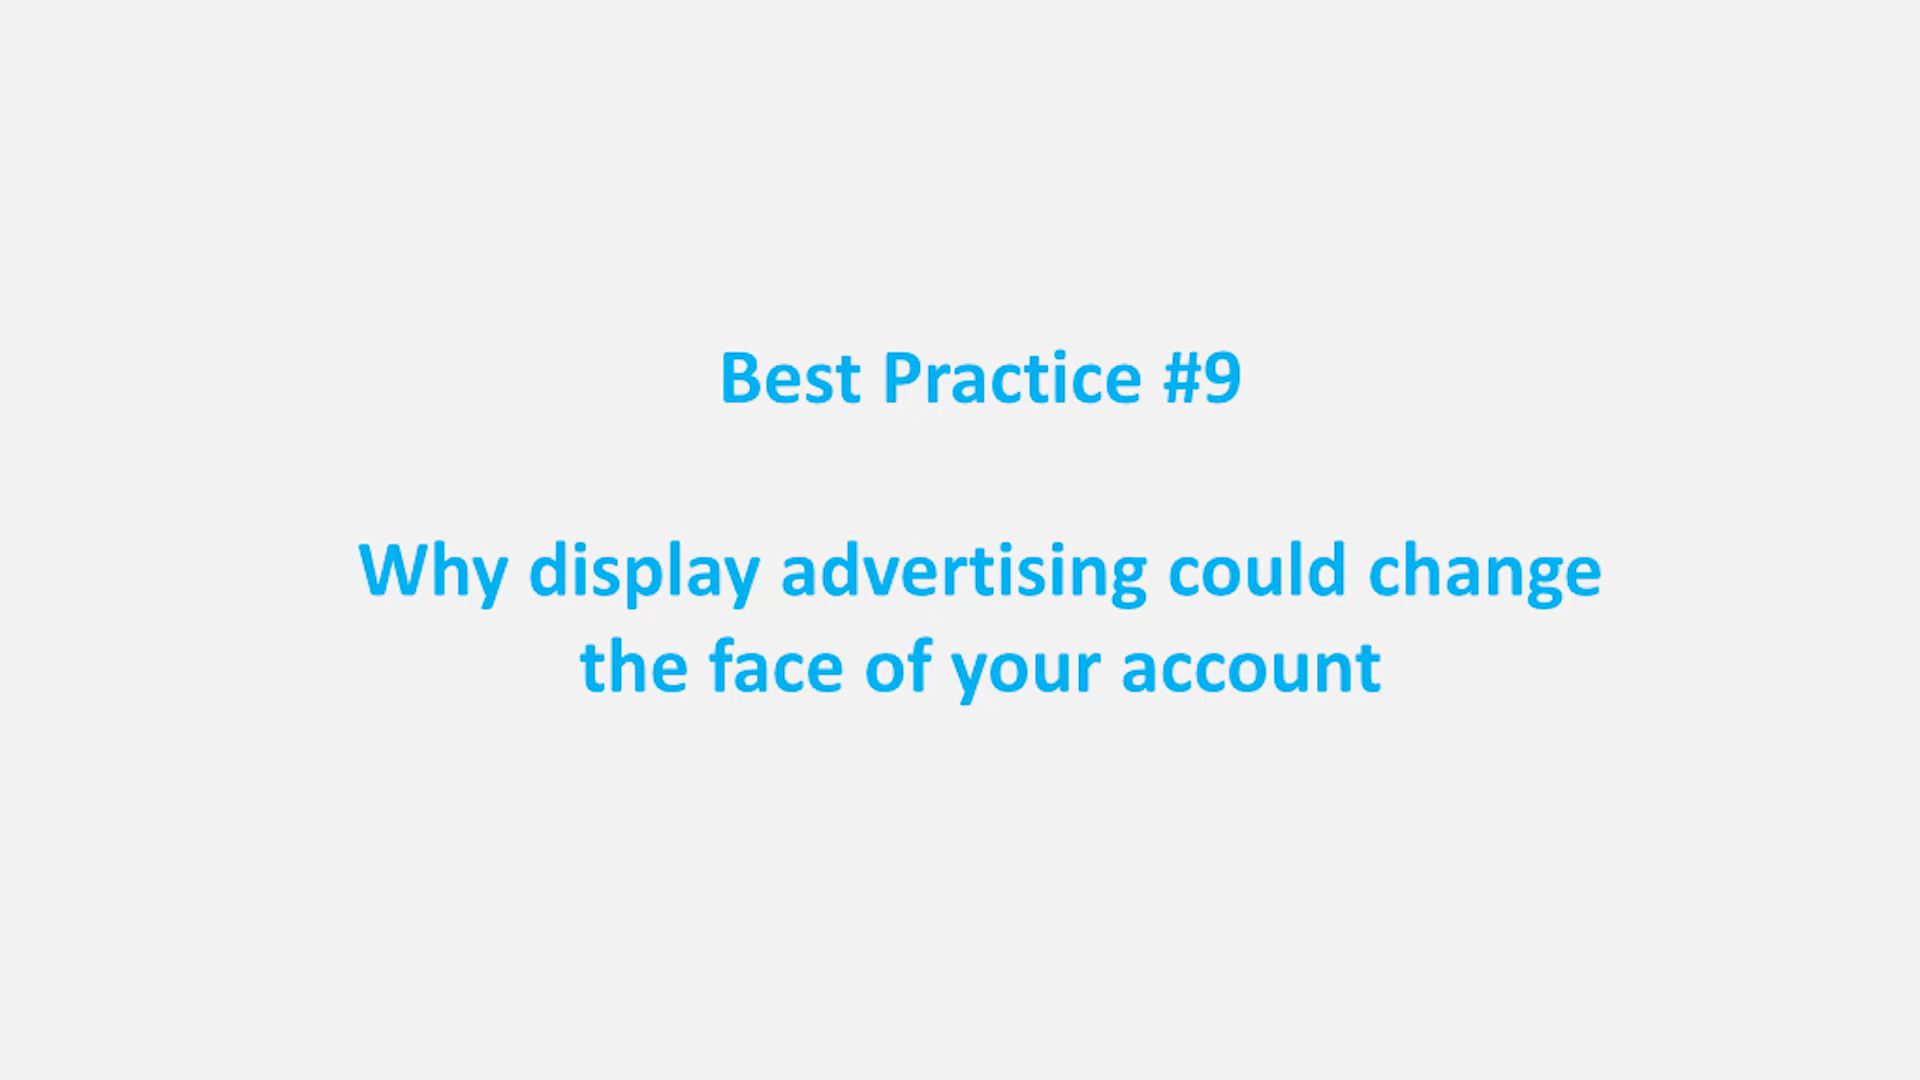 Best Practice #9
Why display advertising could change
the face of your account